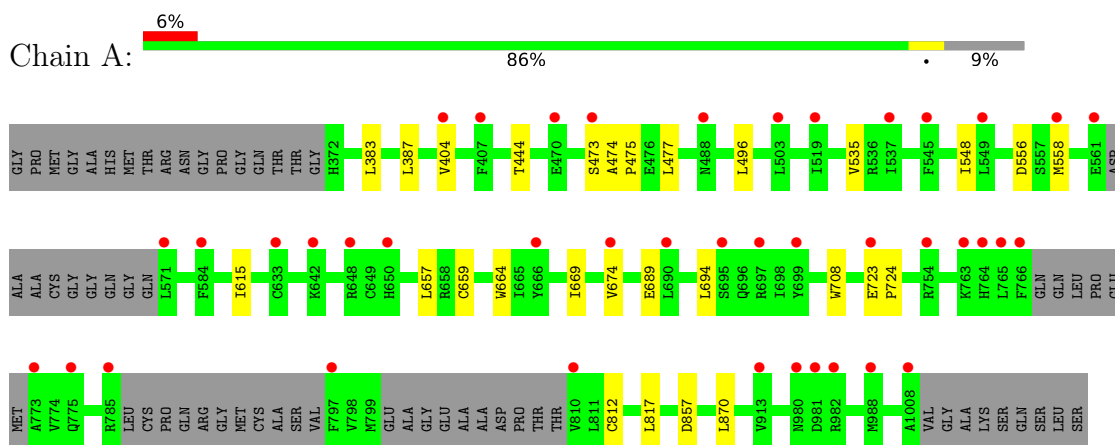 6%
Chain A:
86% • 9%
GLY PRO MET GLY ALA HIS MET THR ARG ASN GLY PRO GLY GLN THR THR GLY H372 L383 L387 V404 F407 T444 E470 S473 A474 P475 E476 L477 N488 L496 L503 I519 V535 R536 I537 F545 I548 L549 D556 S557 M558 E561 ASP
ALA ALA CYS GLY GLY GLN GLY GLN L571 F584 I615 C633 K642 R648 C649 H650 L657 R658 C659 W664 I665 Y666 I669 V674 E689 L690 L694 S695 Q696 R697 I698 Y699 W708 E723 P724 R754 K763 H764 L765 F766 GLN GLN LEU PRO GLU
MET A773 V774 Q775 R785 LEU CYS PRO GLN ARG GLY MET CYS ALA SER VAL F797 V798 M799 GLU ALA GLY GLU ALA ALA ASP PRO THR THR V810 L811 C812 L817 D857 L870 V913 N980 D981 R982 M988 A1008 VAL GLY ALA LYS SER GLN SER LEU SER